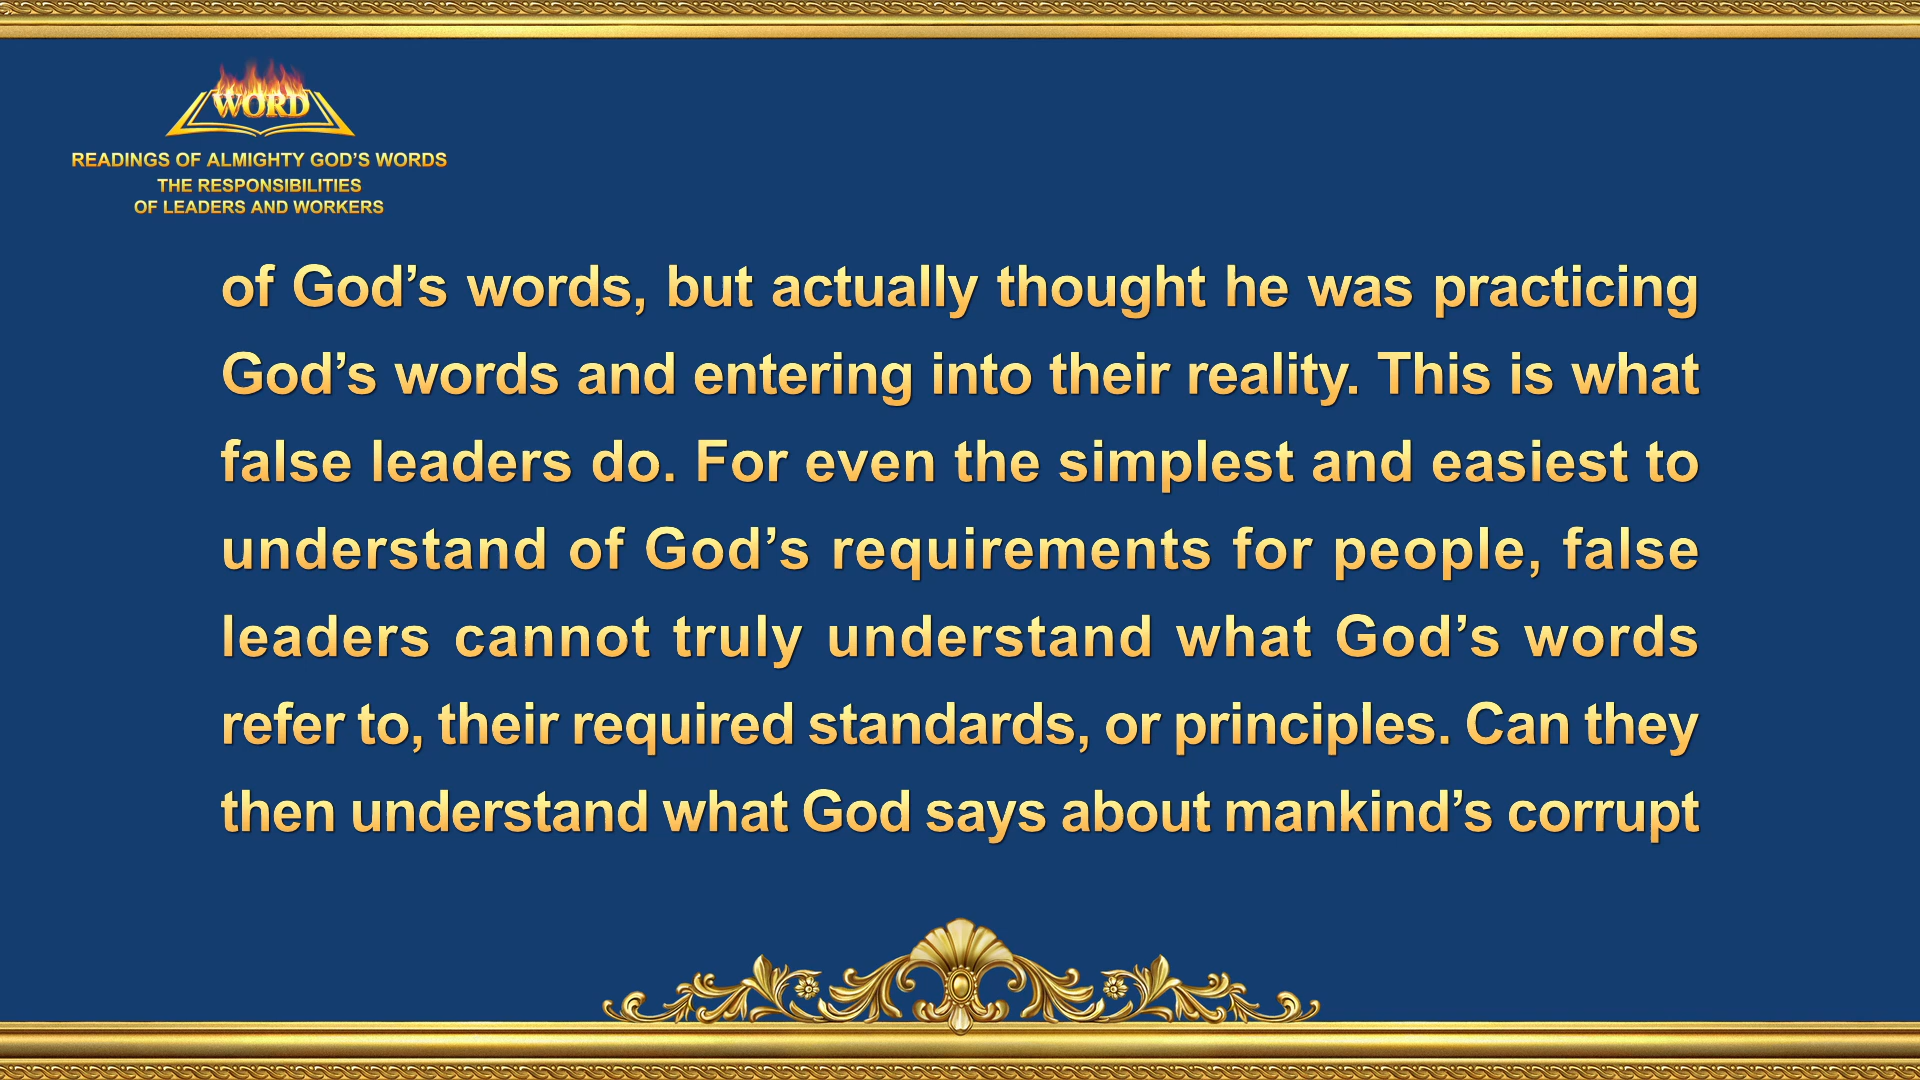 WORD
READINGS OF ALMIGHTY GOD’S WORDS
THE RESPONSIBILITIES
OF LEADERS AND WORKERS
of God’s words, but actually thought he was practicing
God’s words and entering into their reality. This is what
false leaders do. For even the simplest and easiest to
understand of God’s requirements for people, false
leaders cannot truly understand what God’s words
refer to, their required standards, or principles. Can they
then understand what God says about mankind’s corrupt